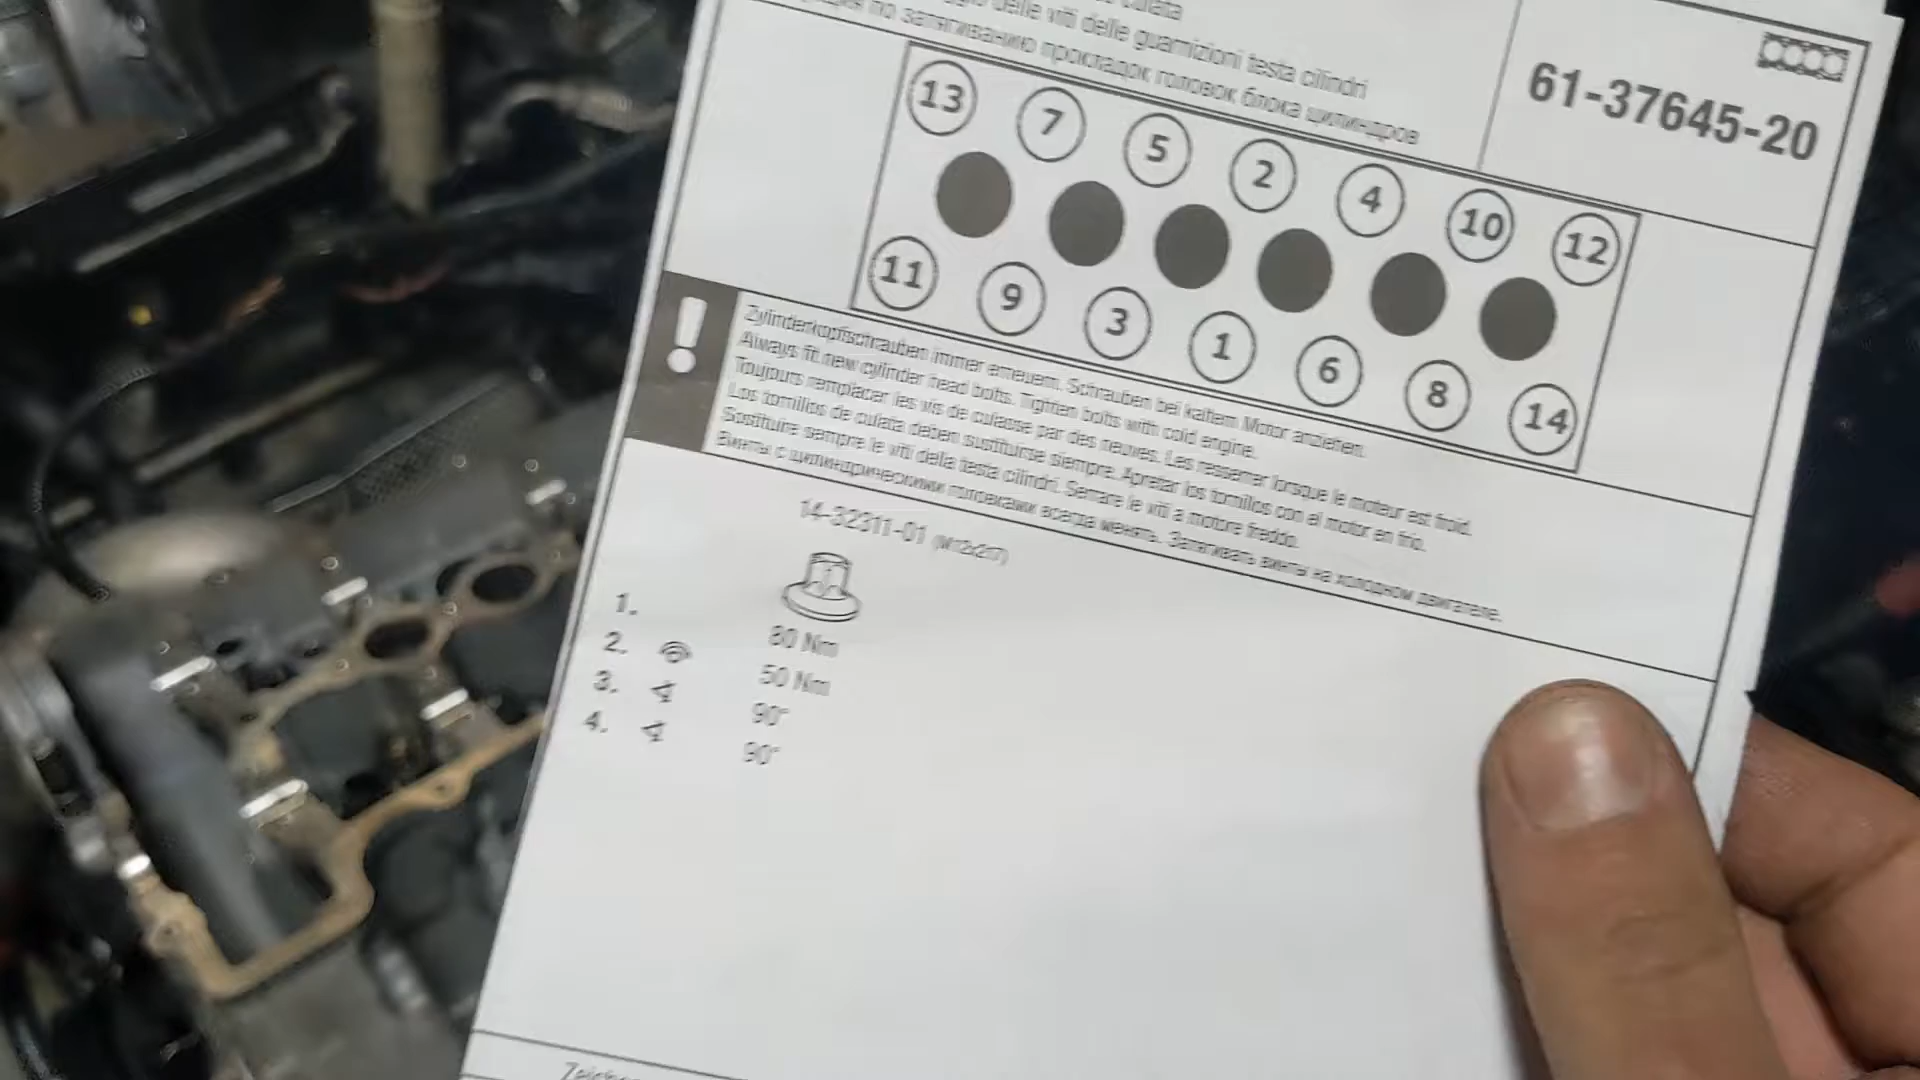 culata
delle viti delle guarnizioni testa cilindri
по затягиванию прокладок головок блока цилиндров
61-37645-20
13 7 5 2 4 10 12
11 9 3 1 6 8 14
!
Zylinderkopfschrauben immer erneuern. Schrauben bei kaltem Motor anziehen.
Always fit new cylinder head bolts. Tighten bolts with cold engine.
Toujours remplacer les vis de culasse par des neuves. Les resserrer lorsque le moteur est froid.
Los tornillos de culata deben sustituirse siempre. Apretar los tornillos con el motor en frio.
Sostituire sempre le viti della testa cilindri. Serrare le viti a motore freddo.
Винты с цилиндрическими головками всегда менять. Затягивать винты на холодном двигателе.
14-32311-01 (M12x217)
1. 80 Nm
2. 50 Nm
3. 90°
4. 90°